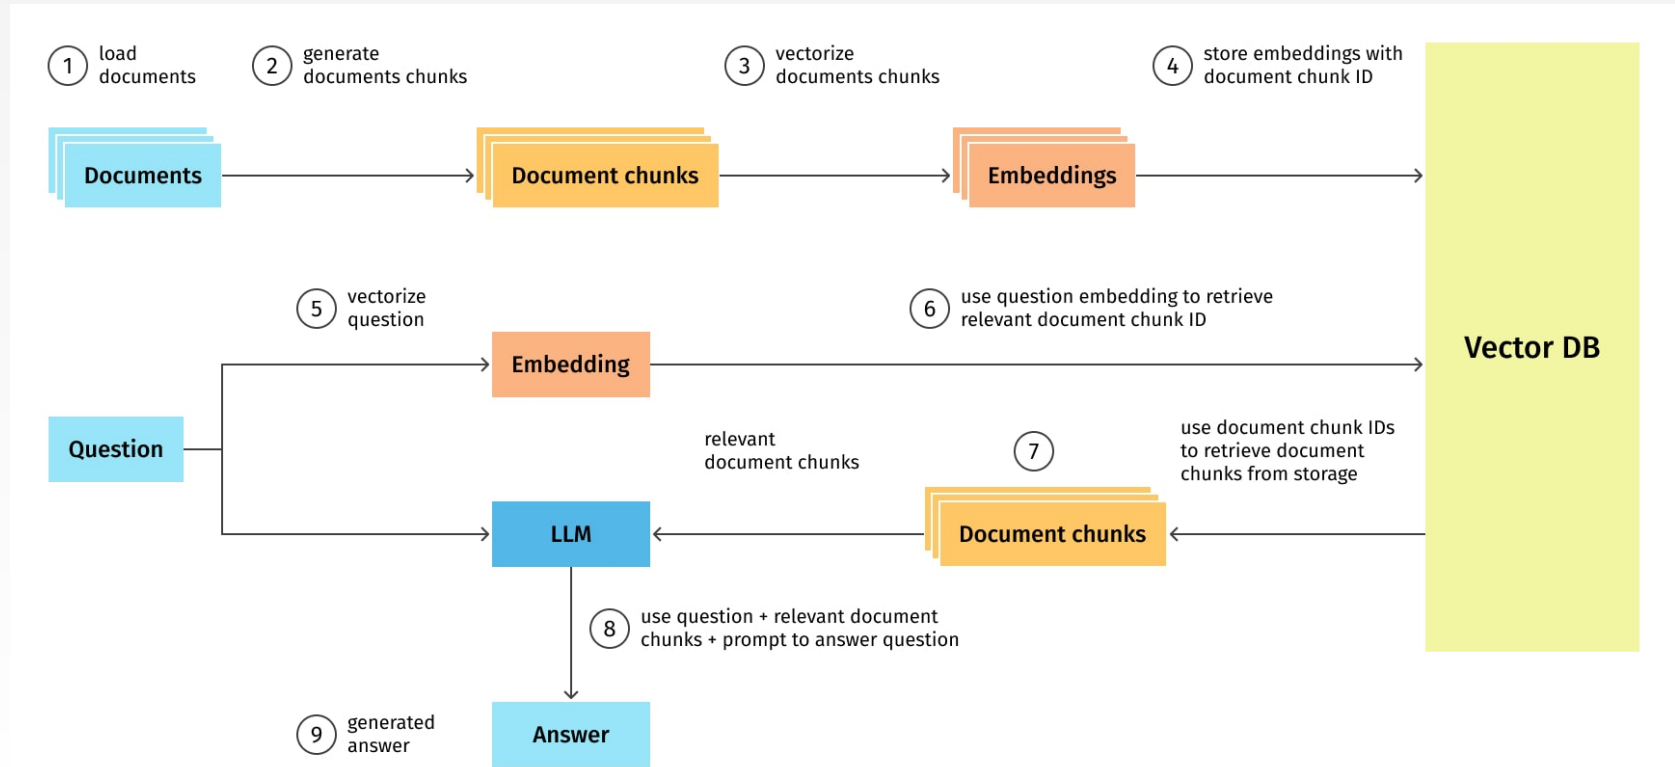 1
load
documents
2
generate
documents chunks
3
vectorize
documents chunks
4
store embeddings with
document chunk ID
Documents
Document chunks
Embeddings
Vector DB
5
vectorize
question
6
use question embedding to retrieve
relevant document chunk ID
Embedding
Question
relevant
document chunks
7
use document chunk IDs
to retrieve document
chunks from storage
LLM
Document chunks
8
use question + relevant document
chunks + prompt to answer question
9
generated
answer
Answer